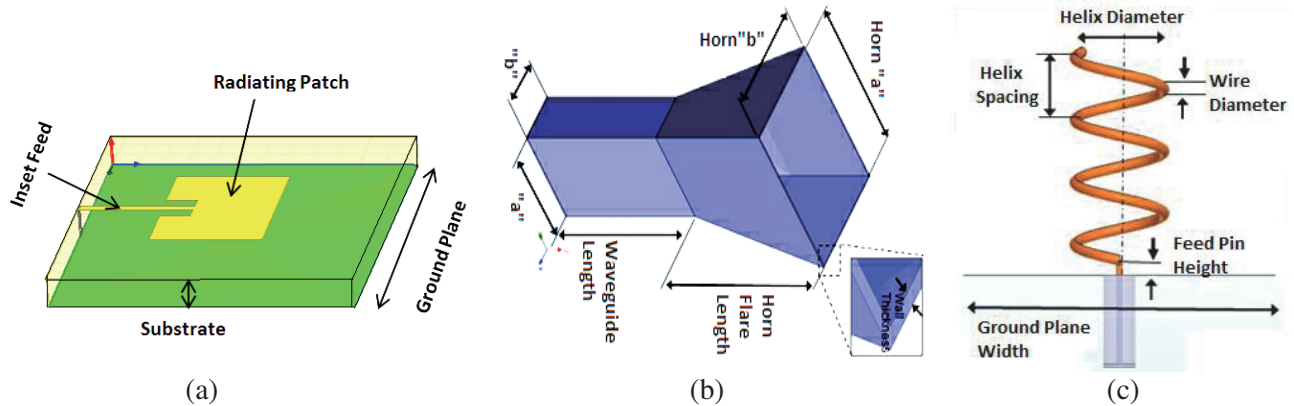 Radiating Patch
Inset Feed
Ground Plane
Substrate
(a)
"b"
"a"
Horn"b"
Horn "a"
Waveguide
Length
Horn
Flare
Length
Wall
Thickness
(b)
Helix Diameter
Helix
Spacing
Wire
Diameter
Feed Pin
Height
Ground Plane
Width
(c)